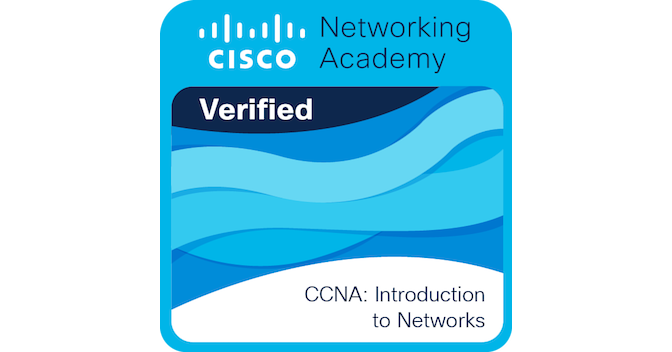 CISCO
Networking
Academy
Verified
CCNA: Introduction
to Networks